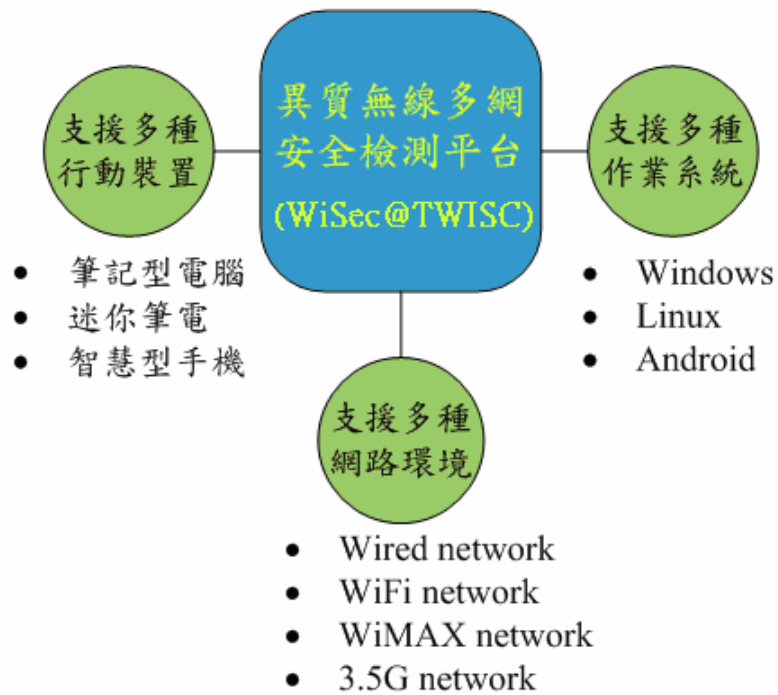 異質無線多網
安全檢測平台
(WiSec@TWISC)
支援多種
行動裝置
• 筆記型電腦
• 迷你筆電
• 智慧型手機
支援多種
作業系統
• Windows
• Linux
• Android
支援多種
網路環境
• Wired network
• WiFi network
• WiMAX network
• 3.5G network